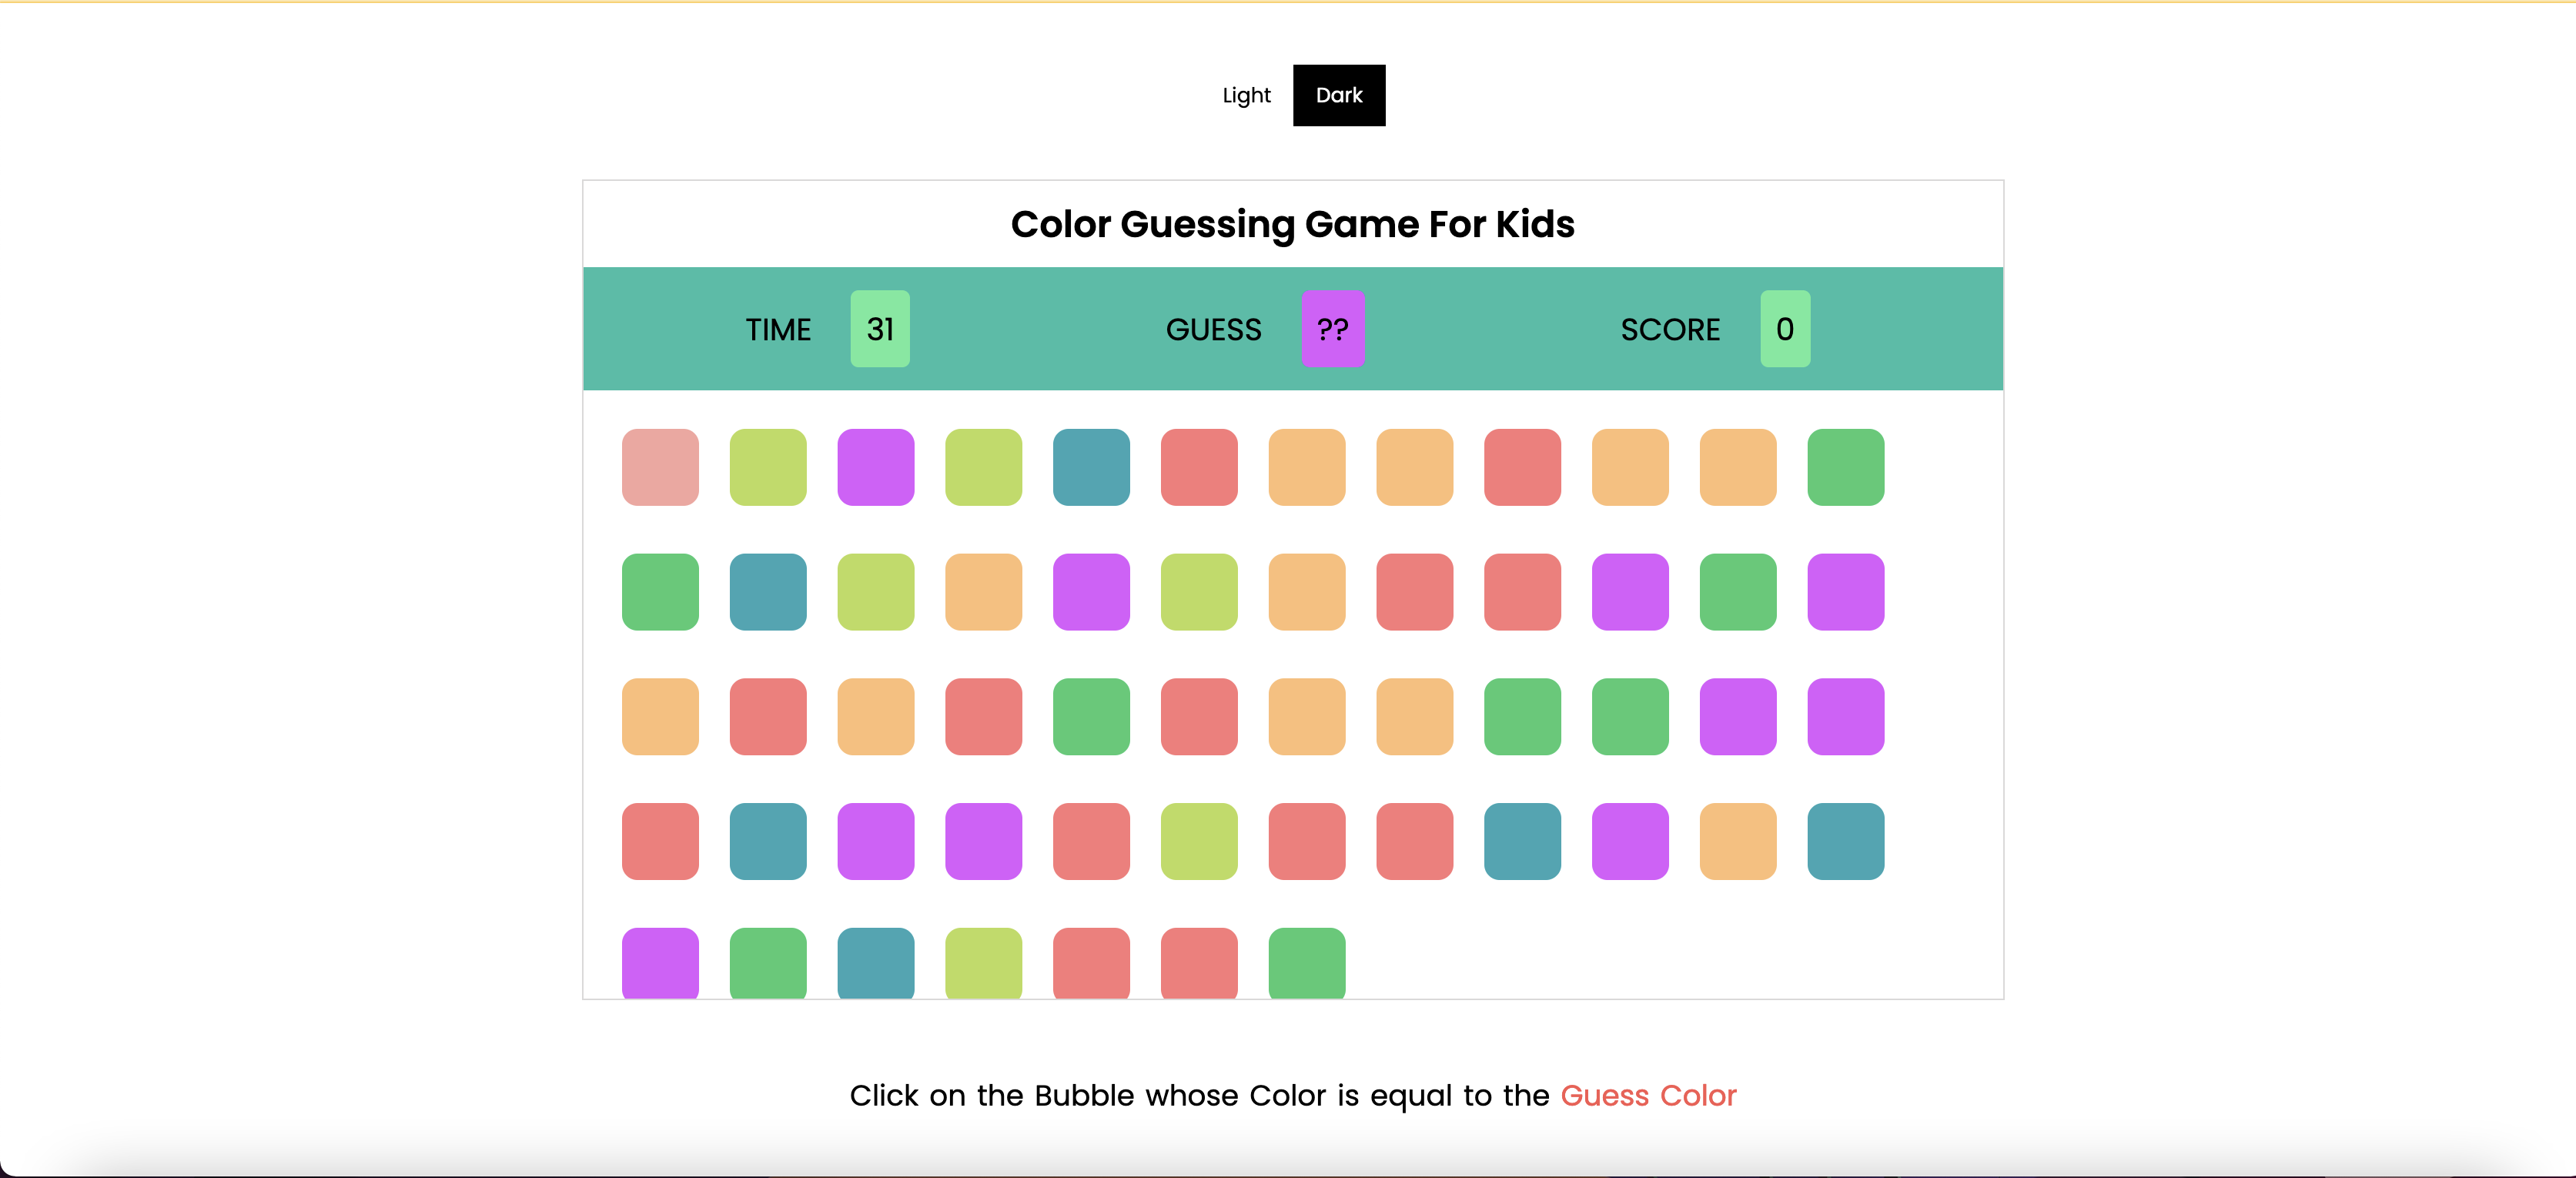 Light Dark
Color Guessing Game For Kids
TIME 31 GUESS ?? SCORE 0
Click on the Bubble whose Color is equal to the Guess Color